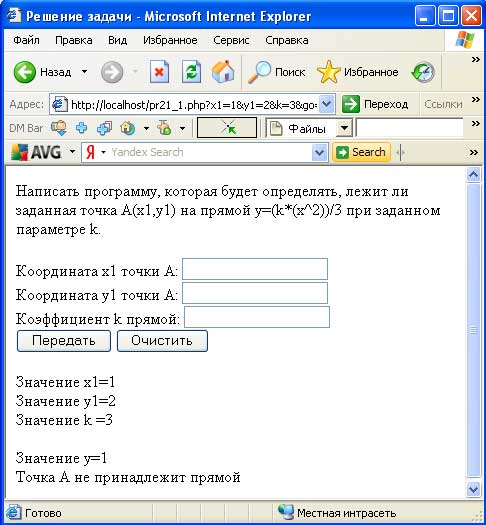 Решение задачи - Microsoft Internet Explorer
Файл Правка Вид Избранное Сервис Справка »
Назад Поиск Избранное »
Адрес: http://localhost/pr21_1.php?x1=1&y1=2&k=3&go= Переход Ссылки »
DM Bar Файлы »
AVG Я Yandex Search Search »
Написать программу, которая будет определять, лежит ли
заданная точка A(x1,y1) на прямой y=(k*(x^2))/3 при заданном
параметре k.
Координата x1 точки А:
Координата y1 точки А:
Коэффициент k прямой:
Передать Очистить
Значение x1=1
Значение y1=2
Значение k =3
Значение y=1
Точка А не принадлежит прямой
Готово Местная интрасеть